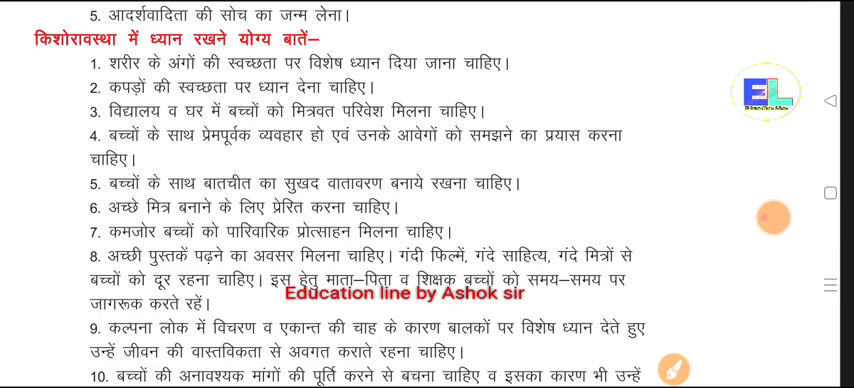 5. आदर्शवादिता की सोच का जन्म लेना।
किशोरावस्था में ध्यान रखने योग्य बातें–
1. शरीर के अंगों की स्वच्छता पर विशेष ध्यान दिया जाना चाहिए।
2. कपड़ों की स्वच्छता पर ध्यान देना चाहिए।
3. विद्यालय व घर में बच्चों को मित्रवत परिवेश मिलना चाहिए।
4. बच्चों के साथ प्रेमपूर्वक व्यवहार हो एवं उनके आवेगों को समझने का प्रयास करना
चाहिए।
5. बच्चों के साथ बातचीत का सुखद वातावरण बनाये रखना चाहिए।
6. अच्छे मित्र बनाने के लिए प्रेरित करना चाहिए।
7. कमजोर बच्चों को पारिवारिक प्रोत्साहन मिलना चाहिए।
8. अच्छी पुस्तकें पढ़ने का अवसर मिलना चाहिए। गंदी फिल्में, गंदे साहित्य, गंदे मित्रों से
बच्चों को दूर रहना चाहिए। इस हेतु माता–पिता व शिक्षक बच्चों को समय–समय पर
जागरूक करते रहें।
Education line by Ashok sir
9. कल्पना लोक में विचरण व एकान्त की चाह के कारण बालकों पर विशेष ध्यान देते हुए
उन्हें जीवन की वास्तविकता से अवगत कराते रहना चाहिए।
10. बच्चों की अनावश्यक मांगों की पूर्ति करने से बचना चाहिए व इसका कारण भी उन्हें
EL